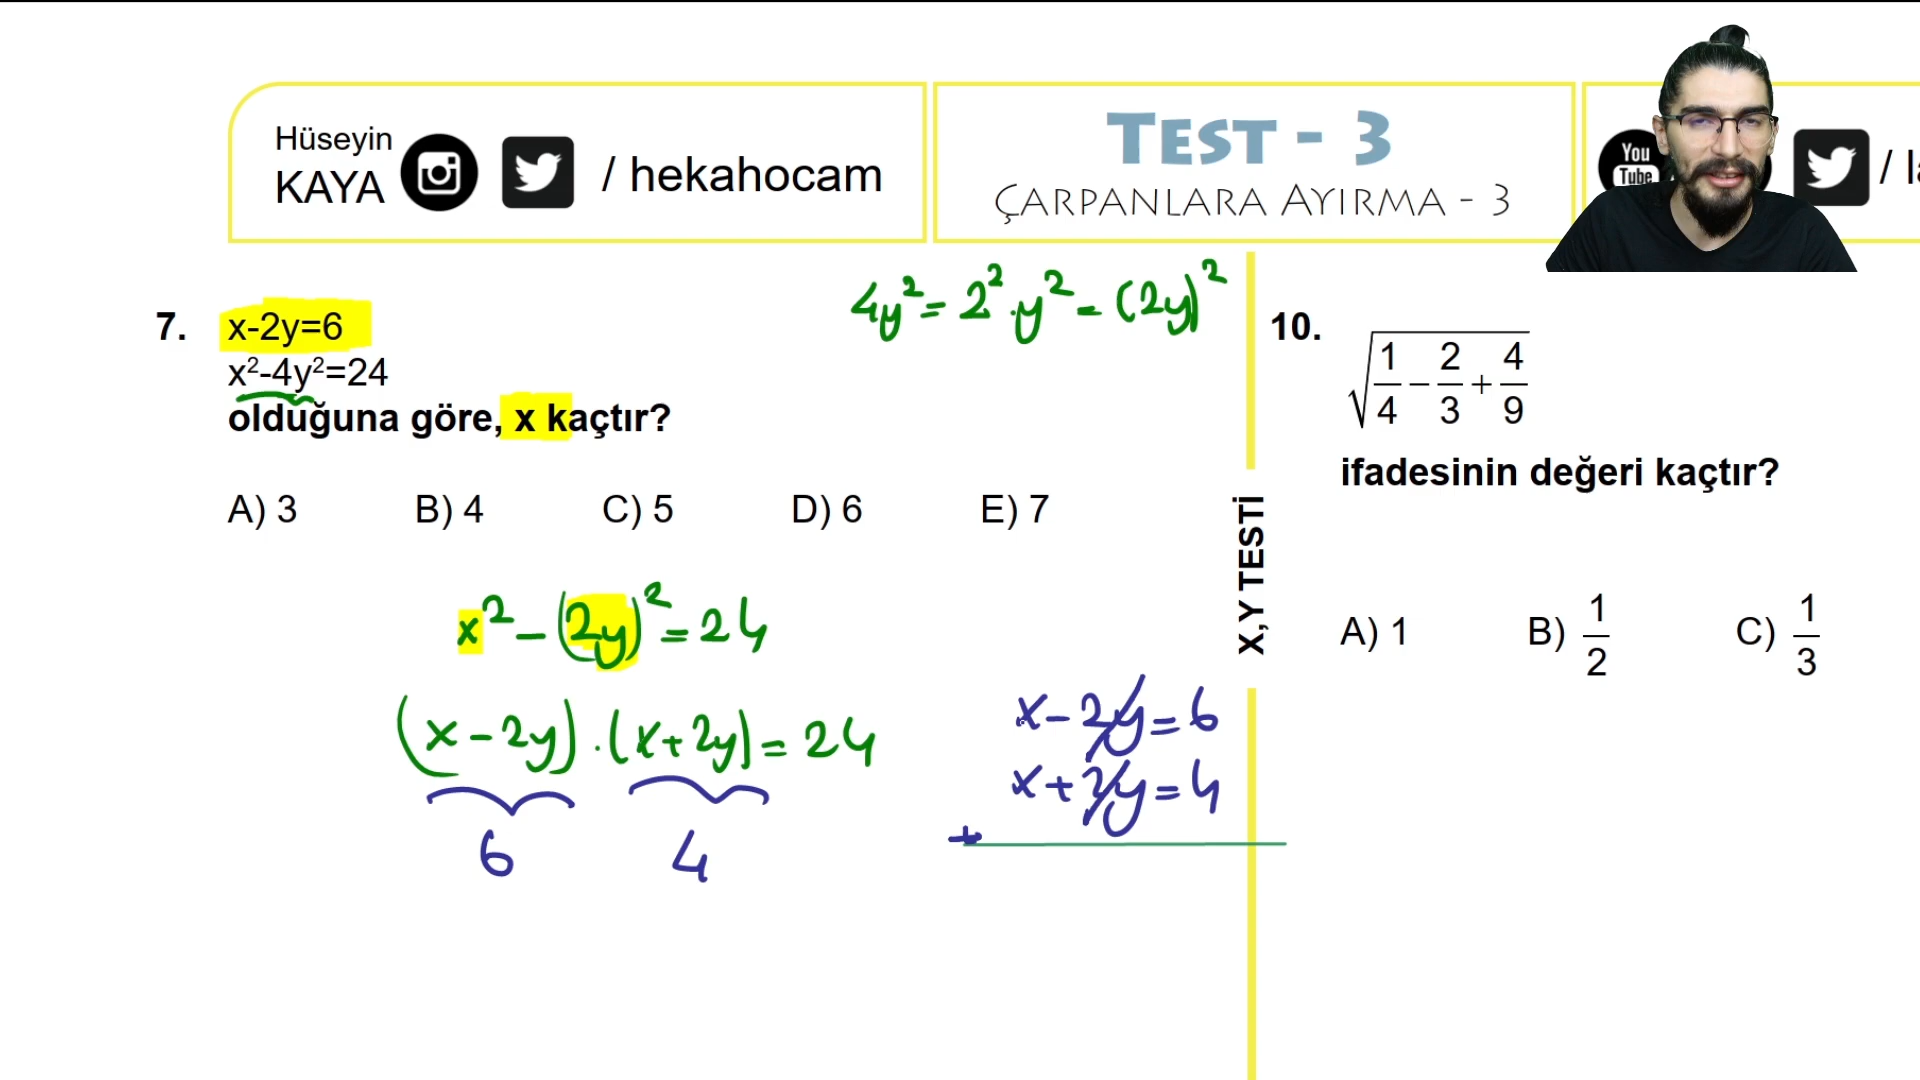 Hüseyin
KAYA
/ hekahocam
TEST - 3
ÇARPANLARA AYIRMA - 3
You
Tube
/ la
7. x-2y=6
x²-4y²=24
olduğuna göre, x kaçtır?
A) 3 B) 4 C) 5 D) 6 E) 7
4y² = 2².y² = (2y)²
x² - (2y)² = 24
(x - 2y).(x + 2y) = 24
6 4
x - 2y = 6
x + 2y = 4
+
X,Y TESTİ
10. √(1/4 − 2/3 + 4/9)
ifadesinin değeri kaçtır?
A) 1 B) 1/2 C) 1/3